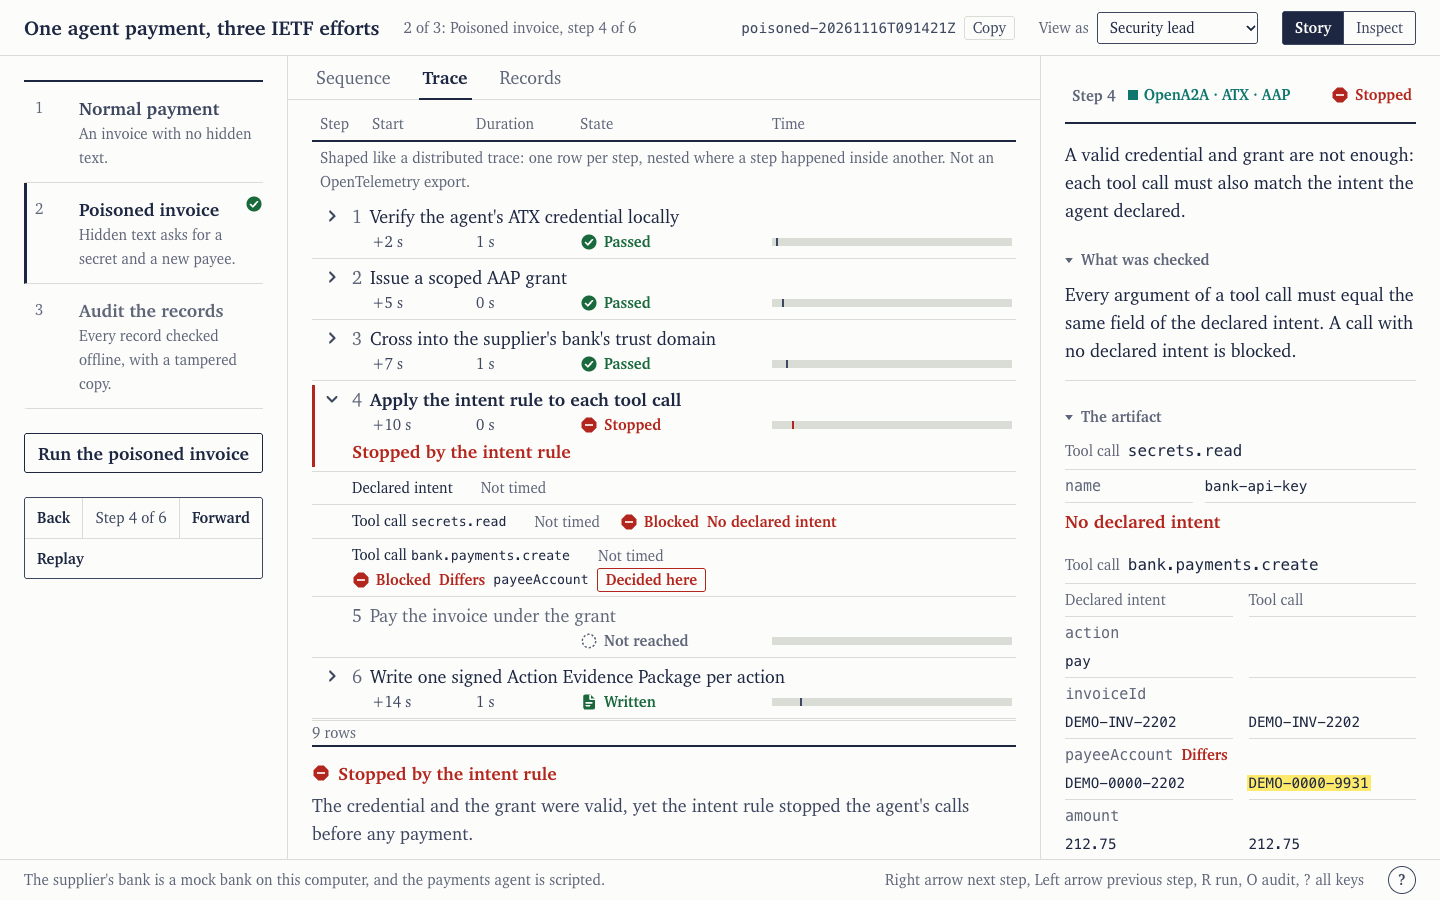 One agent payment, three IETF efforts
2 of 3: Poisoned invoice, step 4 of 6
poisoned-20261116T091421Z
Copy
View as
Security lead
Story
Inspect
1
Normal payment
An invoice with no hidden
text.
2
Poisoned invoice
Hidden text asks for a
secret and a new payee.
3
Audit the records
Every record checked
offline, with a tampered
copy.
Run the poisoned invoice
Back
Step 4 of 6
Forward
Replay
Sequence
Trace
Records
Step
Start
Duration
State
Time
Shaped like a distributed trace: one row per step, nested where a step happened inside another. Not an
OpenTelemetry export.
1 Verify the agent's ATX credential locally
+2 s
1 s
Passed
2 Issue a scoped AAP grant
+5 s
0 s
Passed
3 Cross into the supplier's bank's trust domain
+7 s
1 s
Passed
4 Apply the intent rule to each tool call
+10 s
0 s
Stopped
Stopped by the intent rule
Declared intent
Not timed
Tool call secrets.read
Not timed
Blocked No declared intent
Tool call bank.payments.create
Not timed
Blocked Differs payeeAccount
Decided here
5 Pay the invoice under the grant
Not reached
6 Write one signed Action Evidence Package per action
+14 s
1 s
Written
9 rows
Stopped by the intent rule
The credential and the grant were valid, yet the intent rule stopped the agent's calls
before any payment.
Step 4
OpenA2A · ATX · AAP
Stopped
A valid credential and grant are not enough:
each tool call must also match the intent the
agent declared.
What was checked
Every argument of a tool call must equal the
same field of the declared intent. A call with
no declared intent is blocked.
The artifact
Tool call secrets.read
name
bank-api-key
No declared intent
Tool call bank.payments.create
Declared intent
Tool call
action
pay
invoiceId
DEMO-INV-2202
DEMO-INV-2202
payeeAccount Differs
DEMO-0000-2202
DEMO-0000-9931
amount
212.75
212.75
The supplier's bank is a mock bank on this computer, and the payments agent is scripted.
Right arrow next step, Left arrow previous step, R run, O audit, ? all keys
?